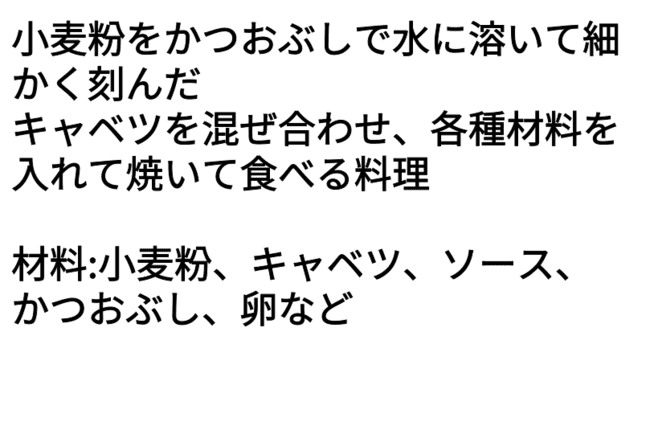 小麦粉をかつおぶしで水に溶いて細
かく刻んだ
キャベツを混ぜ合わせ、各種材料を
入れて焼いて食べる料理
材料:小麦粉、キャベツ、ソース、
かつおぶし、卵など